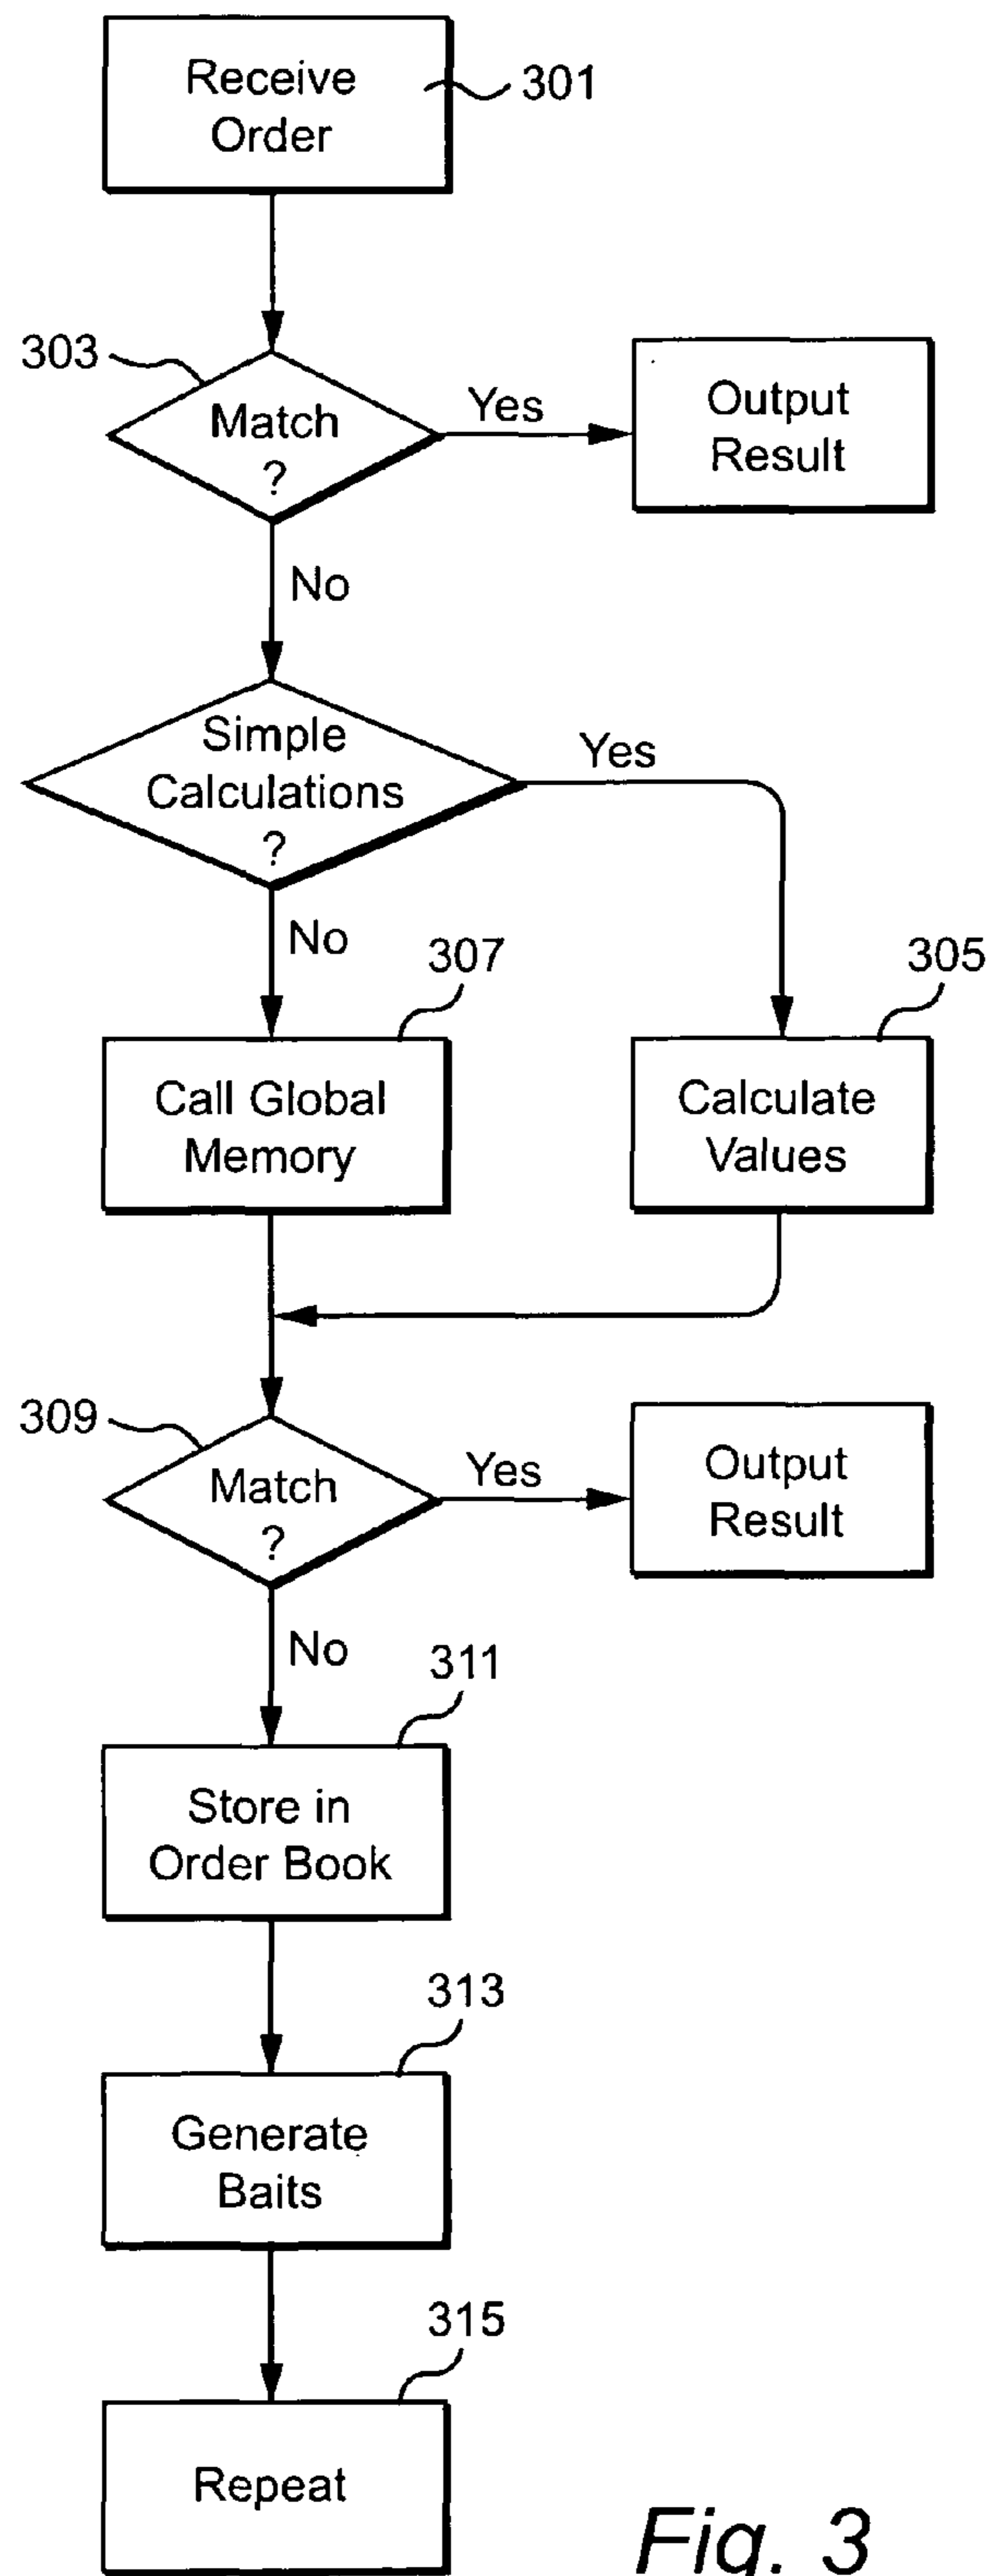 Receive
Order
301
303
Match
?
Yes
Output
Result
No
Simple
Calculations
?
Yes
No
307
305
Call Global
Memory
Calculate
Values
309
Match
?
Yes
Output
Result
No
311
Store in
Order Book
313
Generate
Baits
315
Repeat
Fig. 3